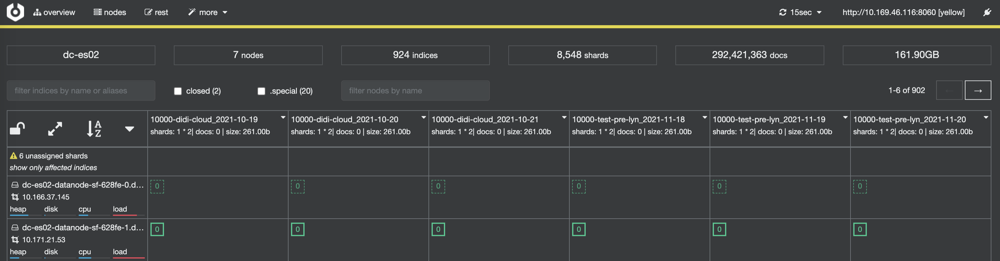 overview nodes rest more 15sec http://10.169.46.116:8060 [yellow]
dc-es02 7 nodes 924 indices 8,548 shards 292,421,363 docs 161.90GB
filter indices by name or aliases closed (2) .special (20) filter nodes by name 1-6 of 902 ← →
A Z
10000-didi-cloud_2021-10-19 10000-didi-cloud_2021-10-20 10000-didi-cloud_2021-10-21 10000-test-pre-lyn_2021-11-18 10000-test-pre-lyn_2021-11-19 10000-test-pre-lyn_2021-11-20
shards: 1 * 2| docs: 0 | size: 261.00b shards: 1 * 2| docs: 0 | size: 261.00b shards: 1 * 2| docs: 0 | size: 261.00b shards: 1 * 2| docs: 0 | size: 261.00b shards: 1 * 2| docs: 0 | size: 261.00b shards: 1 * 2| docs: 0 | size: 261.00b
6 unassigned shards
show only affected indices
dc-es02-datanode-sf-628fe-0.d... 0 0 0 0 0 0
10.166.37.145
heap disk cpu load
dc-es02-datanode-sf-628fe-1.d... 0 0 0 0 0 0
10.171.21.53
heap disk cpu load